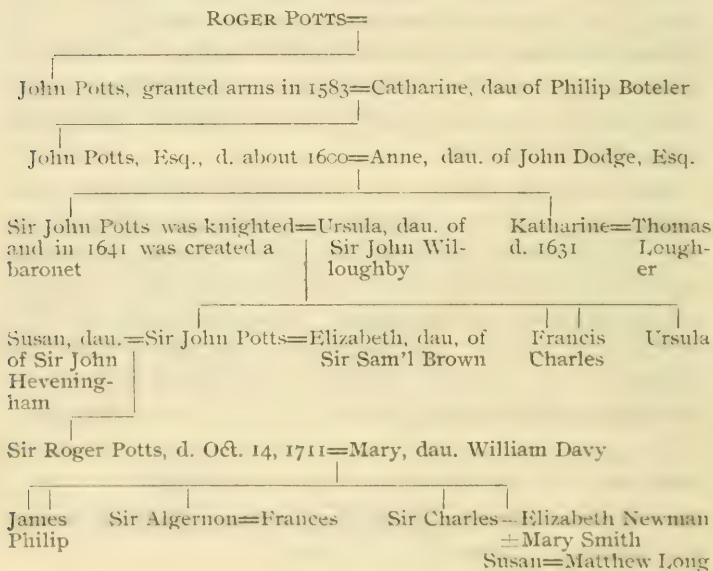 ROGER POTTS=
John Potts, granted arms in 1583=Catharine, dau of Philip Boteler
John Potts, Esq., d. about 1600=Anne, dau. of John Dodge, Esq.
Sir John Potts was knighted=Ursula, dau. of Katharine=Thomas
and in 1641 was created a Sir John Wil- d. 1631 Lough-
baronet loughby er
Susan, dau.=Sir John Potts=Elizabeth, dau, of Francis Ursula
of Sir John Sir Sam'l Brown Charles
Hevening-
ham
Sir Roger Potts, d. Oct. 14, 1711=Mary, dau. William Davy
James Sir Algernon=Frances Sir Charles=Elizabeth Newman
Philip =Mary Smith
Susan=Matthew Long